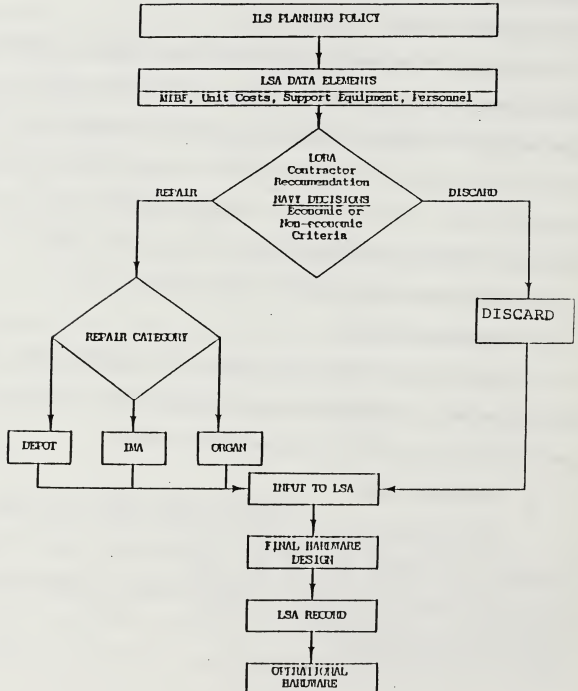 ILS PLANNING POLICY
LSA DATA ELEMENTS
MTBF, Unit Costs, Support Equipment, Personnel
LORA
Contractor
Recommendation
NAVY DECISIONS
Economic or
Non-economic
Criteria
REPAIR
DISCARD
REPAIR CATEGORY
DISCARD
DEPOT
IMA
ORGAN
INPUT TO LSA
FINAL HARDWARE
DESIGN
LSA RECORD
OPERATIONAL
HARDWARE